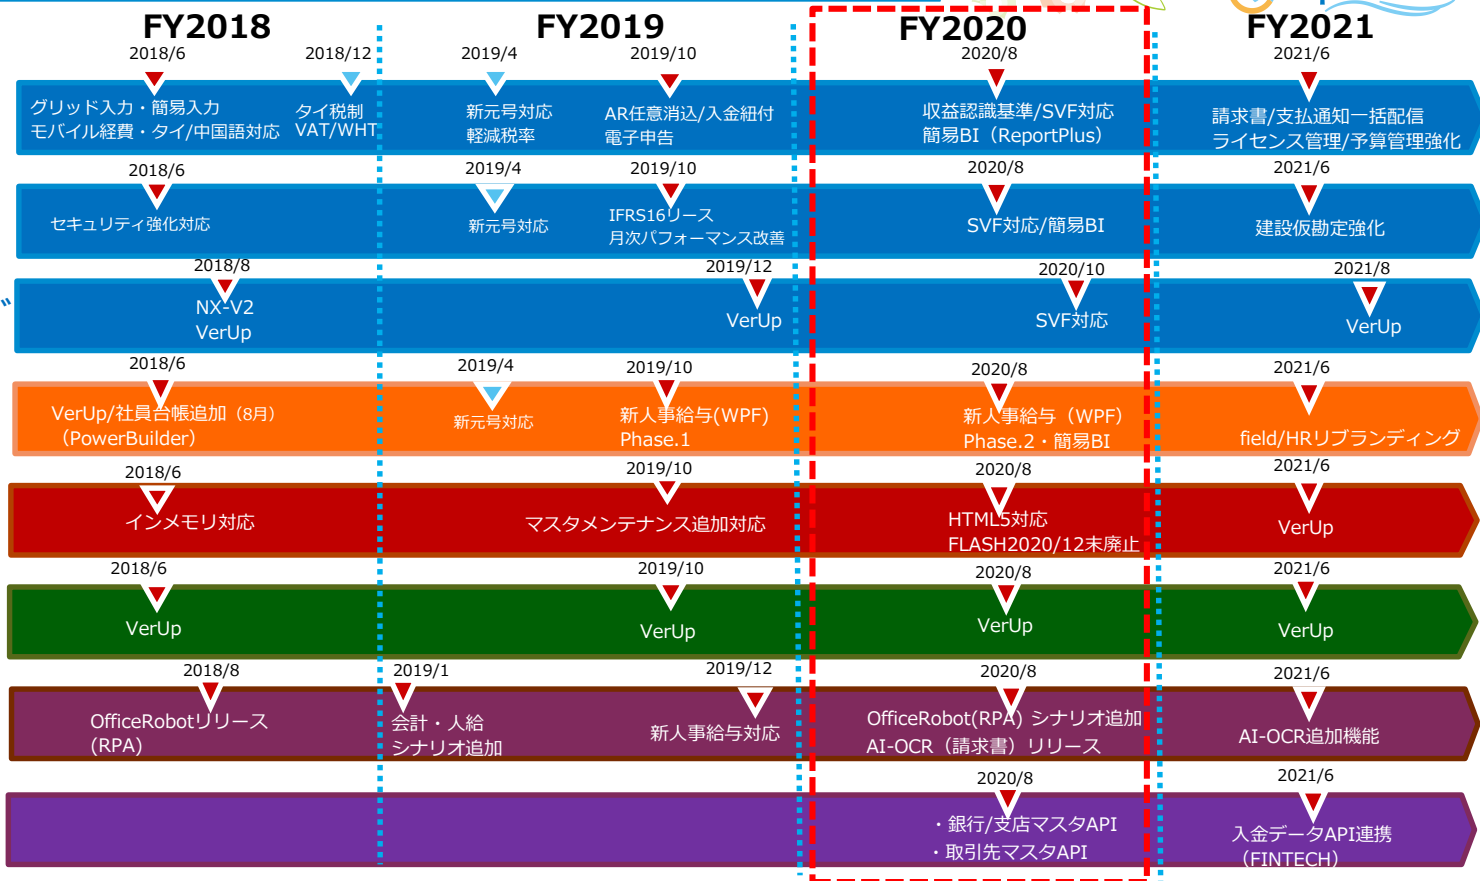 FY2018
FY2019
FY2020
FY2021
2018/6
2018/12
2019/4
2019/10
2020/8
2021/6
グリッド入力・簡易入力
モバイル経費・タイ/中国語対応
タイ税制
VAT/WHT
新元号対応
軽減税率
AR任意消込/入金紐付
電子申告
収益認識基準/SVF対応
簡易BI（ReportPlus）
請求書/支払通知一括配信
ライセンス管理/予算管理強化
2018/6
2019/4
2019/10
2020/8
2021/6
セキュリティ強化対応
新元号対応
IFRS16リース
月次パフォーマンス改善
SVF対応/簡易BI
建設仮勘定強化
2018/8
2019/12
2020/10
2021/8
NX-V2
VerUp
VerUp
SVF対応
VerUp
2018/6
2019/4
2019/10
2020/8
2021/6
VerUp/社員台帳追加（8月）
（PowerBuilder）
新元号対応
新人事給与(WPF)
Phase.1
新人事給与（WPF）
Phase.2・簡易BI
field/HRリブランディング
2018/6
2019/10
2020/8
2021/6
インメモリ対応
マスタメンテナンス追加対応
HTML5対応
FLASH2020/12末廃止
VerUp
2018/6
2019/10
2020/8
2021/6
VerUp
VerUp
VerUp
VerUp
2018/8
2019/1
2019/12
2020/8
2021/6
OfficeRobotリリース
(RPA)
会計・人給
シナリオ追加
新人事給与対応
OfficeRobot(RPA) シナリオ追加
AI-OCR（請求書）リリース
AI-OCR追加機能
2020/8
2021/6
・銀行/支店マスタAPI
・取引先マスタAPI
入金データAPI連携
（FINTECH）